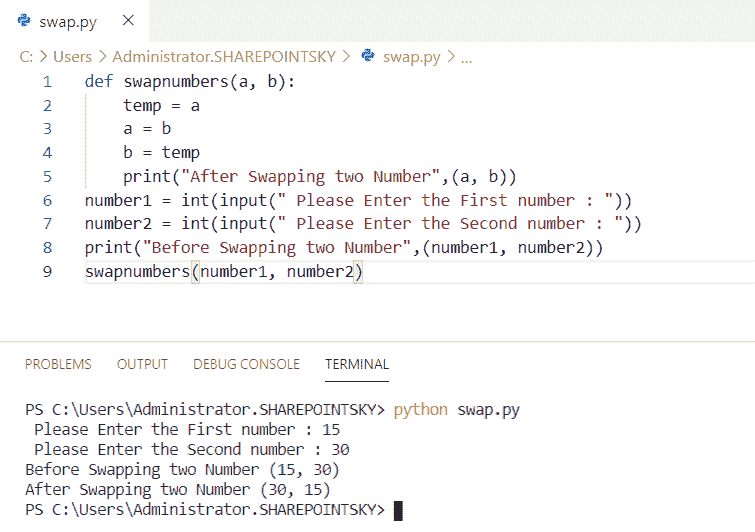 swap.py ×
C: > Users > Administrator.SHAREPOINTSKY > swap.py > ...
1 def swapnumbers(a, b):
2     temp = a
3     a = b
4     b = temp
5     print("After Swapping two Number",(a, b))
6 number1 = int(input(" Please Enter the First number : "))
7 number2 = int(input(" Please Enter the Second number : "))
8 print("Before Swapping two Number",(number1, number2))
9 swapnumbers(number1, number2)
PROBLEMS OUTPUT DEBUG CONSOLE TERMINAL
PS C:\Users\Administrator.SHAREPOINTSKY> python swap.py
 Please Enter the First number : 15
 Please Enter the Second number : 30
Before Swapping two Number (15, 30)
After Swapping two Number (30, 15)
PS C:\Users\Administrator.SHAREPOINTSKY>